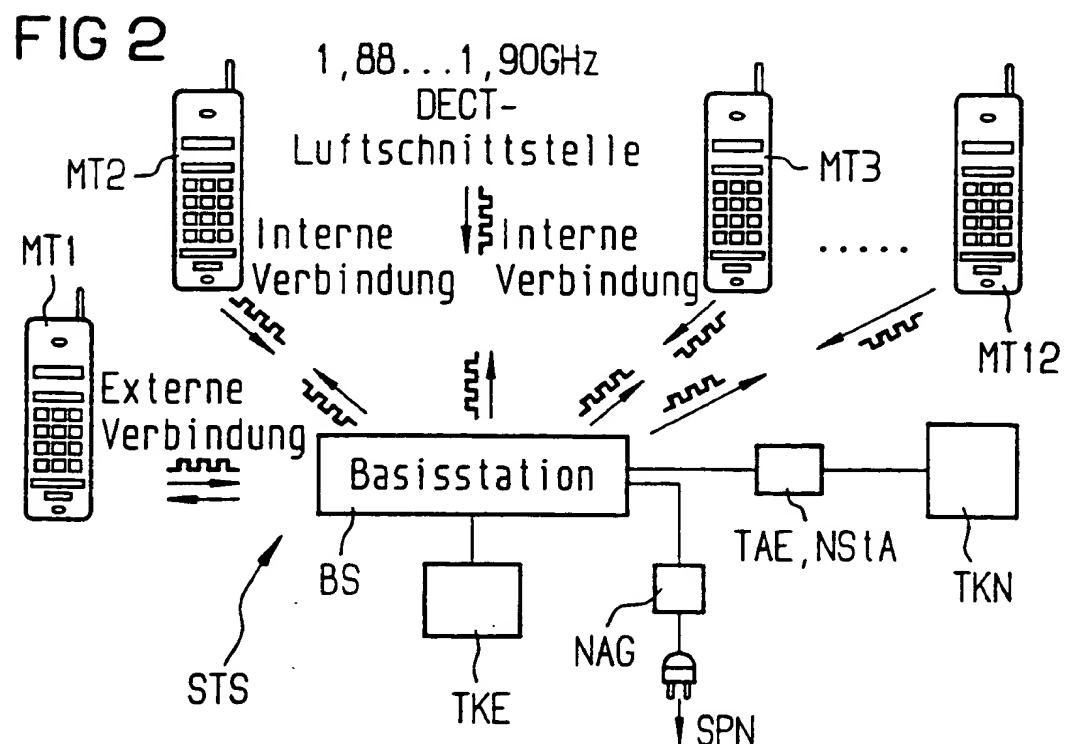 FIG 2
1,88...1,90GHz
DECT-
Luftschnittstelle
MT2
MT3
MT1
Interne
Verbindung
Interne
Verbindung
.....
MT12
Externe
Verbindung
Basisstation
BS
TAE,NStA
TKN
NAG
STS
TKE
SPN